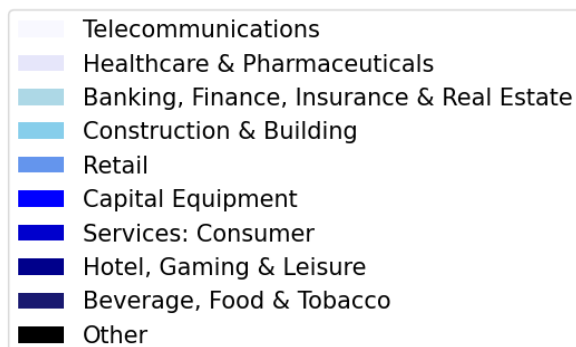 Telecommunications
Healthcare & Pharmaceuticals
Banking, Finance, Insurance & Real Estate
Construction & Building
Retail
Capital Equipment
Services: Consumer
Hotel, Gaming & Leisure
Beverage, Food & Tobacco
Other